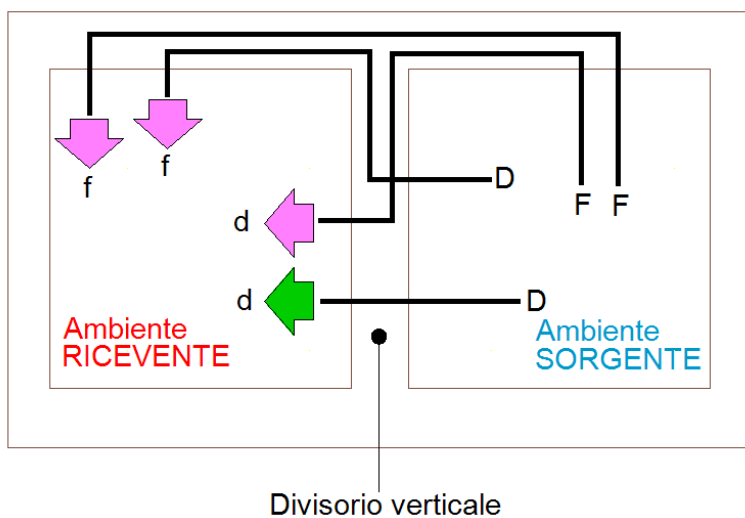 f
f
D
F
F
d
d
D
Ambiente
RICEVENTE
Ambiente
SORGENTE
Divisorio verticale